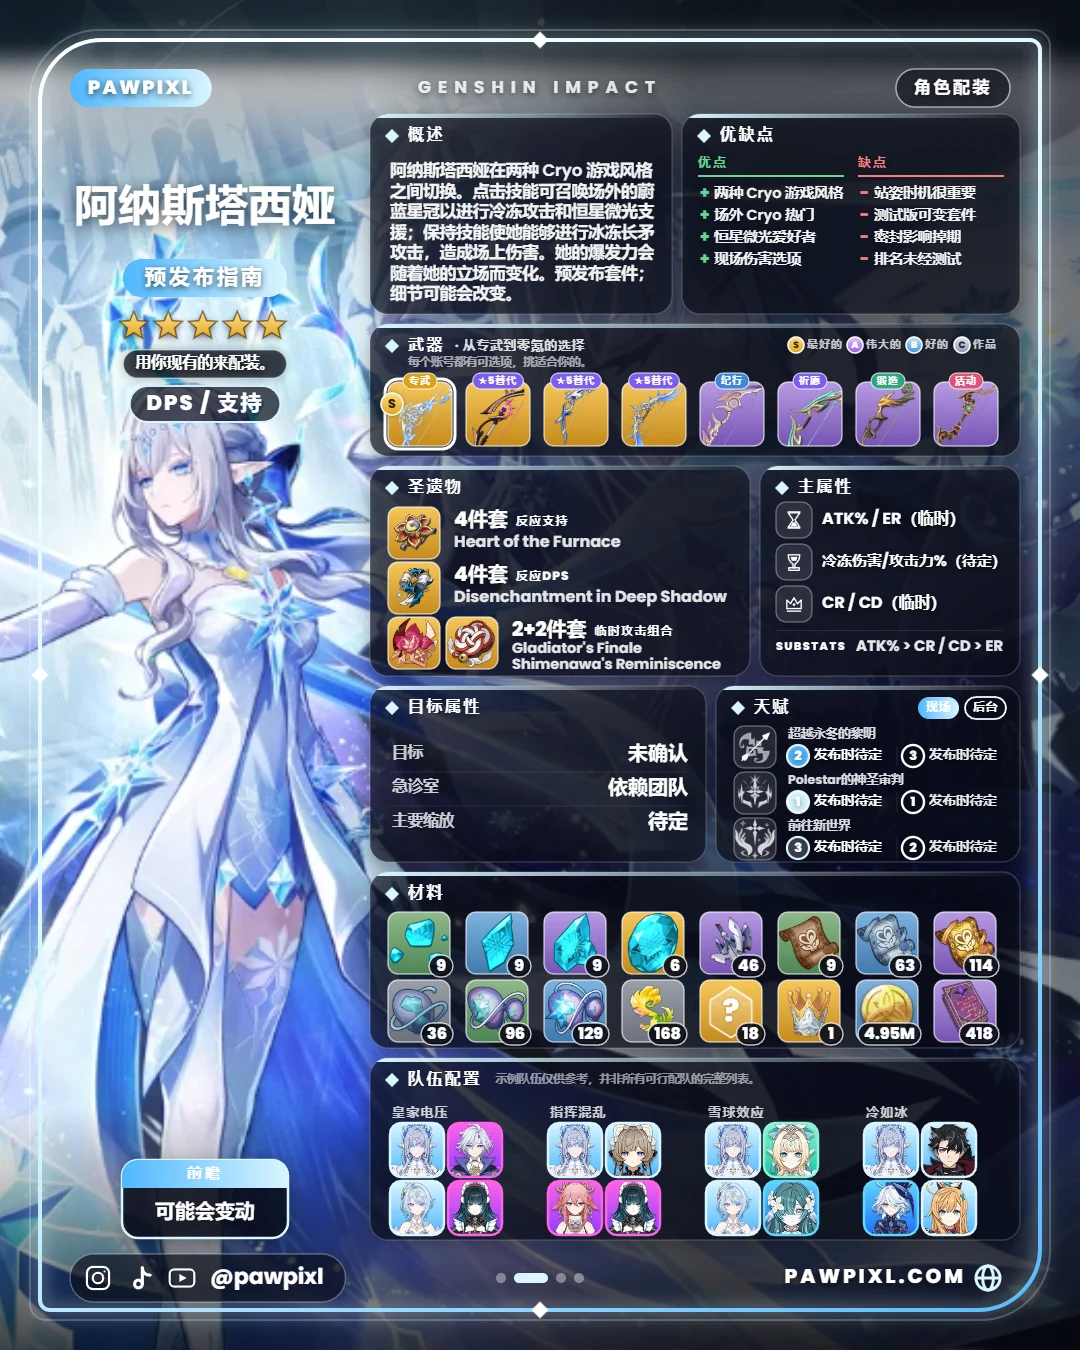 PAWPIXL
GENSHIN IMPACT
角色配装
阿纳斯塔西娅
预发布指南
用你现有的来配装。
DPS / 支持
概述
阿纳斯塔西娅在两种 Cryo 游戏风格
之间切换。点击技能可召唤场外的蔚
蓝星冠以进行冷冻攻击和恒星微光支
援；保持技能使她能够进行冰冻长矛
攻击，造成场上伤害。她的爆发力会
随着她的立场而变化。预发布套件；
细节可能会改变。
优缺点
优点
+ 两种 Cryo 游戏风格
+ 场外 Cryo 热门
+ 恒星微光爱好者
+ 现场伤害选项
缺点
- 站姿时机很重要
- 测试版可变套件
- 密封影响掉期
- 排名未经测试
武器 · 从专武到零氪的选择
每个账号都有可选项，挑适合你的。
S 最好的 A 伟大的 B 好的 C 作品
专武
S
★5替代
★5替代
★5替代
纪行
祈愿
锻造
活动
圣遗物
4件套 反应支持
Heart of the Furnace
4件套 反应DPS
Disenchantment in Deep Shadow
2+2件套 临时攻击组合
Gladiator's Finale
Shimenawa's Reminiscence
主属性
ATK% / ER（临时）
冷冻伤害/攻击力%（待定）
CR / CD（临时）
SUBSTATS ATK% > CR / CD > ER
目标属性
目标 未确认
急诊室 依赖团队
主要缩放 待定
天赋
现场 后台
超越永冬的黎明
2 发布时待定 3 发布时待定
Polestar的神圣审判
1 发布时待定 1 发布时待定
前往新世界
3 发布时待定 2 发布时待定
材料
9 9 9 6 46 9 63 114
36 96 129 168 ? 18 1 4.95M 418
队伍配置 示例队伍仅供参考，并非所有可行配队的完整列表。
皇家电压
指挥混乱
雪球效应
冷如冰
前瞻
可能会变动
@pawpixl
PAWPIXL.COM